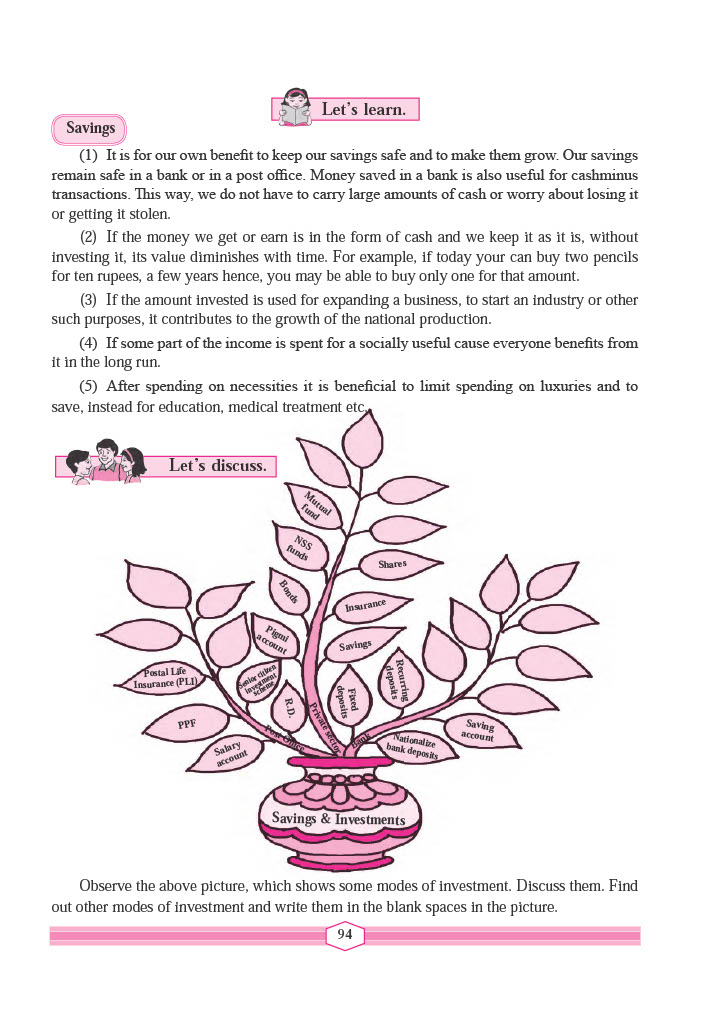 Let's learn.
Savings
(1) It is for our own benefit to keep our savings safe and to make them grow. Our savings
remain safe in a bank or in a post office. Money saved in a bank is also useful for cashminus
transactions. This way, we do not have to carry large amounts of cash or worry about losing it
or getting it stolen.
(2) If the money we get or earn is in the form of cash and we keep it as it is, without
investing it, its value diminishes with time. For example, if today your can buy two pencils
for ten rupees, a few years hence, you may be able to buy only one for that amount.
(3) If the amount invested is used for expanding a business, to start an industry or other
such purposes, it contributes to the growth of the national production.
(4) If some part of the income is spent for a socially useful cause everyone benefits from
it in the long run.
(5) After spending on necessities it is beneficial to limit spending on luxuries and to
save, instead for education, medical treatment etc.
Let's discuss.
Mutual
fund
NSS
funds
Shares
Bonds
Insurance
Pigmi
account
Savings
Postal Life
Insurance (PLI)
Senior citizen
investment
scheme
R.D.
Fixed
deposits
Recurring
deposits
PPF
Salary
account
Post Office
Private sector
Bank
Nationalize
bank deposits
Saving
account
Savings & Investments
Observe the above picture, which shows some modes of investment. Discuss them. Find
out other modes of investment and write them in the blank spaces in the picture.
94